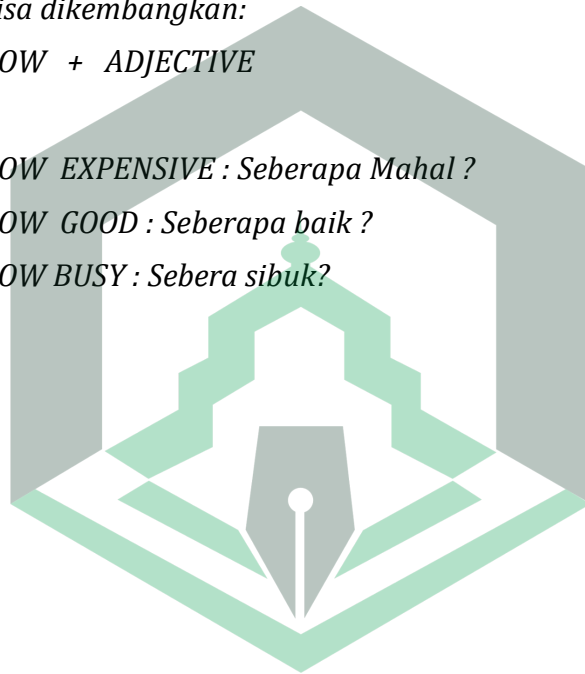 isa dikembangkan:
OW + ADJECTIVE
OW EXPENSIVE : Seberapa Mahal ?
OW GOOD : Seberapa baik ?
OW BUSY : Sebera sibuk?